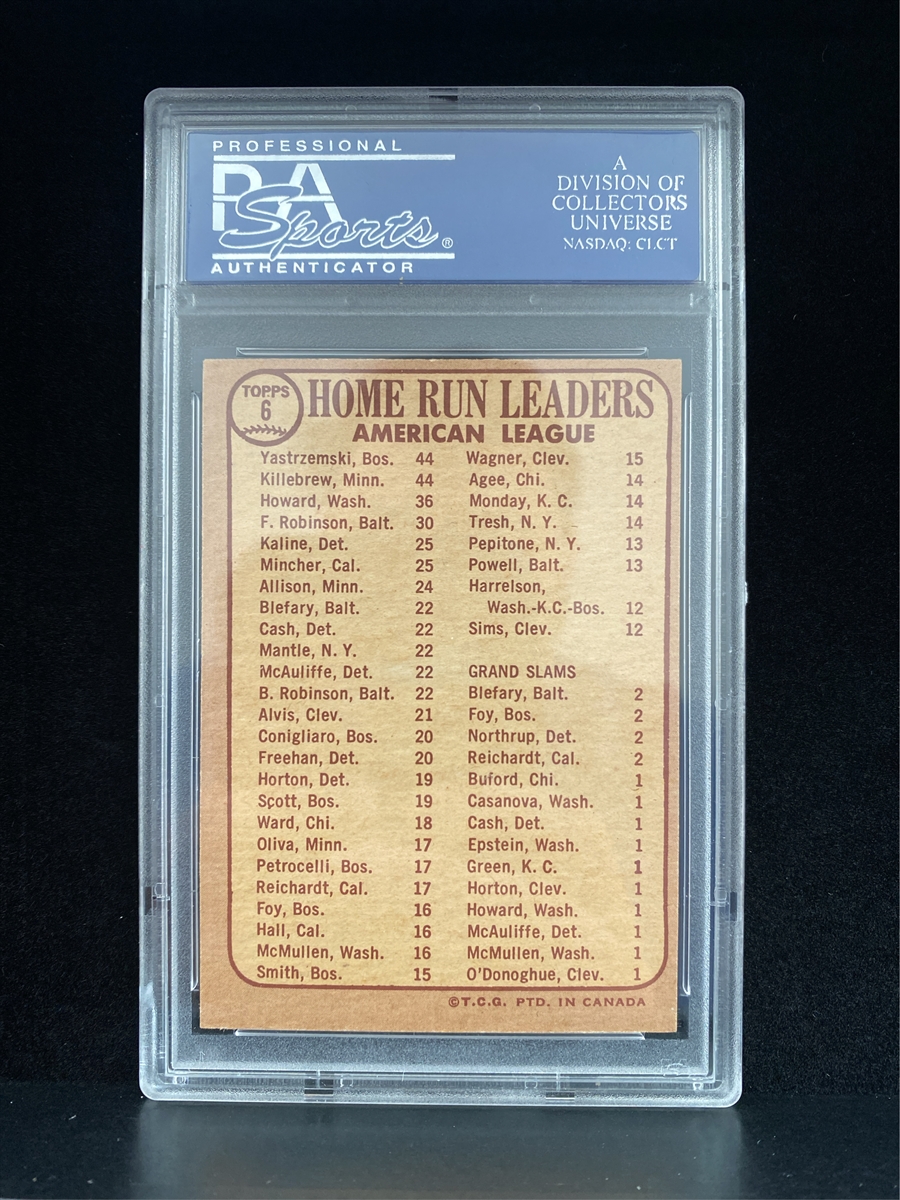 PROFESSIONAL
PSA
Sports®
AUTHENTICATOR
A
DIVISION OF
COLLECTORS
UNIVERSE
NASDAQ: CLCT
TOPPS
6
HOME RUN LEADERS
AMERICAN LEAGUE
Yastrzemski, Bos. 44
Killebrew, Minn. 44
Howard, Wash. 36
F. Robinson, Balt. 30
Kaline, Det. 25
Mincher, Cal. 25
Allison, Minn. 24
Blefary, Balt. 22
Cash, Det. 22
Mantle, N. Y. 22
McAuliffe, Det. 22
B. Robinson, Balt. 22
Alvis, Clev. 21
Conigliaro, Bos. 20
Freehan, Det. 20
Horton, Det. 19
Scott, Bos. 19
Ward, Chi. 18
Oliva, Minn. 17
Petrocelli, Bos. 17
Reichardt, Cal. 17
Foy, Bos. 16
Hall, Cal. 16
McMullen, Wash. 16
Smith, Bos. 15
Wagner, Clev. 15
Agee, Chi. 14
Monday, K. C. 14
Tresh, N. Y. 14
Pepitone, N. Y. 13
Powell, Balt. 13
Harrelson,
Wash.-K.C.-Bos. 12
Sims, Clev. 12
GRAND SLAMS
Blefary, Balt. 2
Foy, Bos. 2
Northrup, Det. 2
Reichardt, Cal. 2
Buford, Chi. 1
Casanova, Wash. 1
Cash, Det. 1
Epstein, Wash. 1
Green, K. C. 1
Horton, Clev. 1
Howard, Wash. 1
McAuliffe, Det. 1
McMullen, Wash. 1
O'Donoghue, Clev. 1
©T.C.G. PTD. IN CANADA